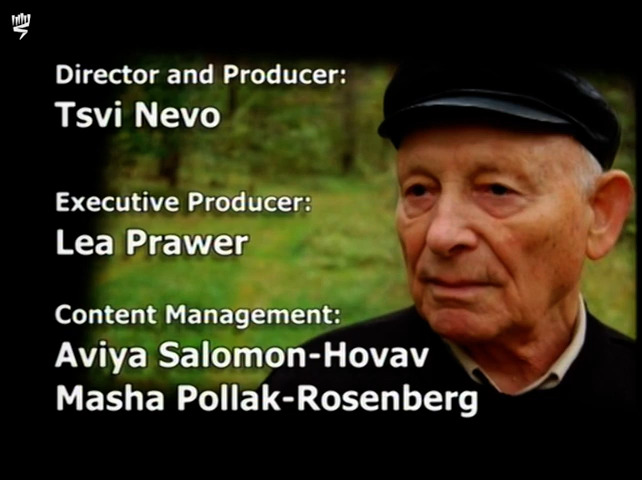 Director and Producer:
Tsvi Nevo
Executive Producer:
Lea Prawer
Content Management:
Aviya Salomon-Hovav
Masha Pollak-Rosenberg